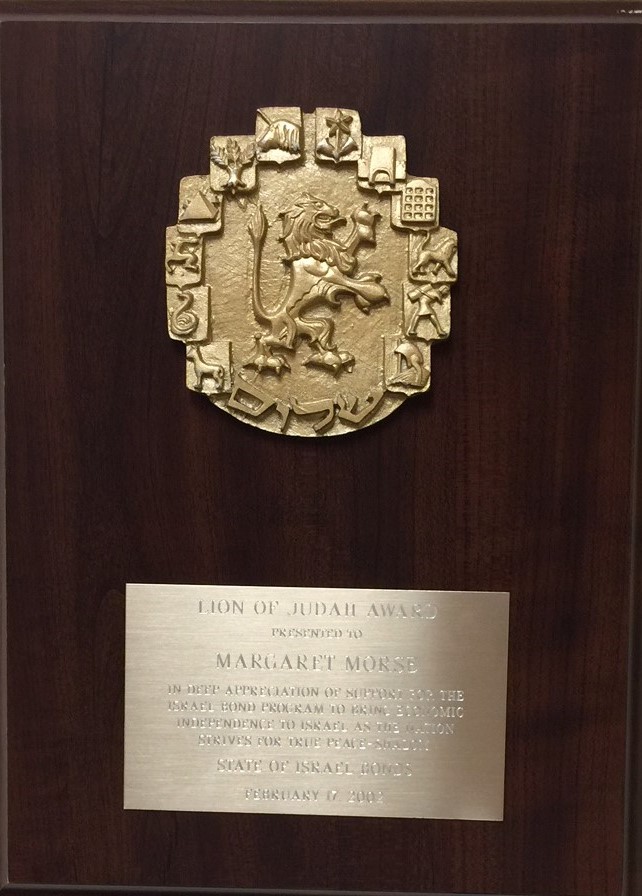 שלום
LION OF JUDAH AWARD
PRESENTED TO
MARGARET MORSE
IN DEEP APPRECIATION OF SUPPORT FOR THE
ISRAEL BOND PROGRAM TO BRING ECONOMIC
INDEPENDENCE TO ISRAEL AS THE NATION
STRIVES FOR TRUE PEACE-SHALOM
STATE OF ISRAEL BONDS
FEBRUARY 17, 2002